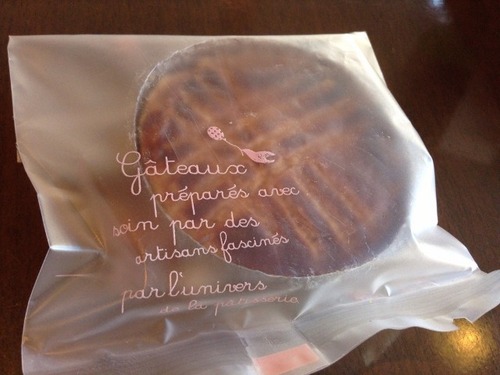 Gâteaux
préparés avec
soin par des
artisans fascinés
par l'univers
de la pâtisserie